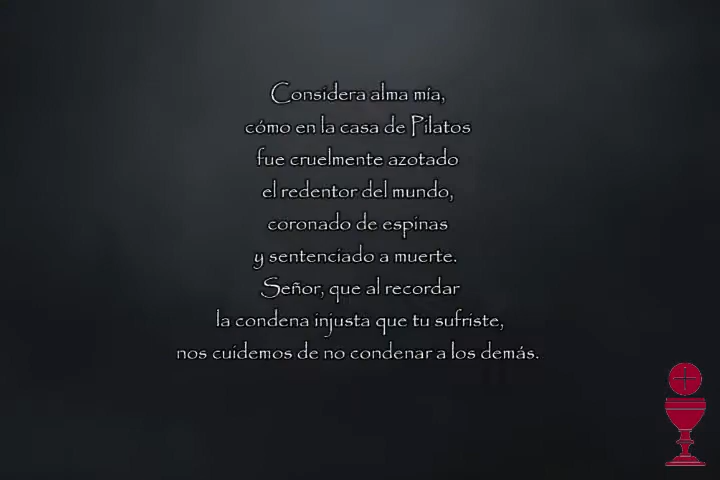 Considera alma mía,
cómo en la casa de Pilatos
fue cruelmente azotado
el redentor del mundo,
coronado de espinas
y sentenciado a muerte.
Señor, que al recordar
la condena injusta que tu sufriste,
nos cuidemos de no condenar a los demás.